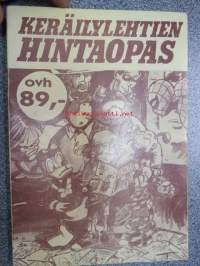 KERÄILYLEHTIEN
HINTAOPAS
ovh
89,-